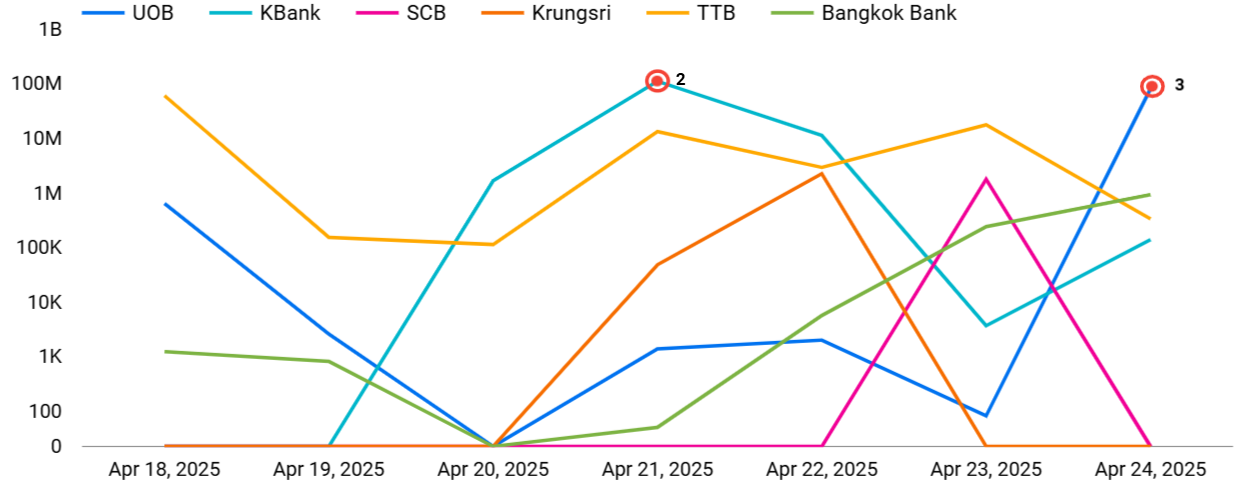 UOB KBank SCB Krungsri TTB Bangkok Bank
1B
100M
10M
1M
100K
10K
1K
100
0
2
3
Apr 18, 2025 Apr 19, 2025 Apr 20, 2025 Apr 21, 2025 Apr 22, 2025 Apr 23, 2025 Apr 24, 2025